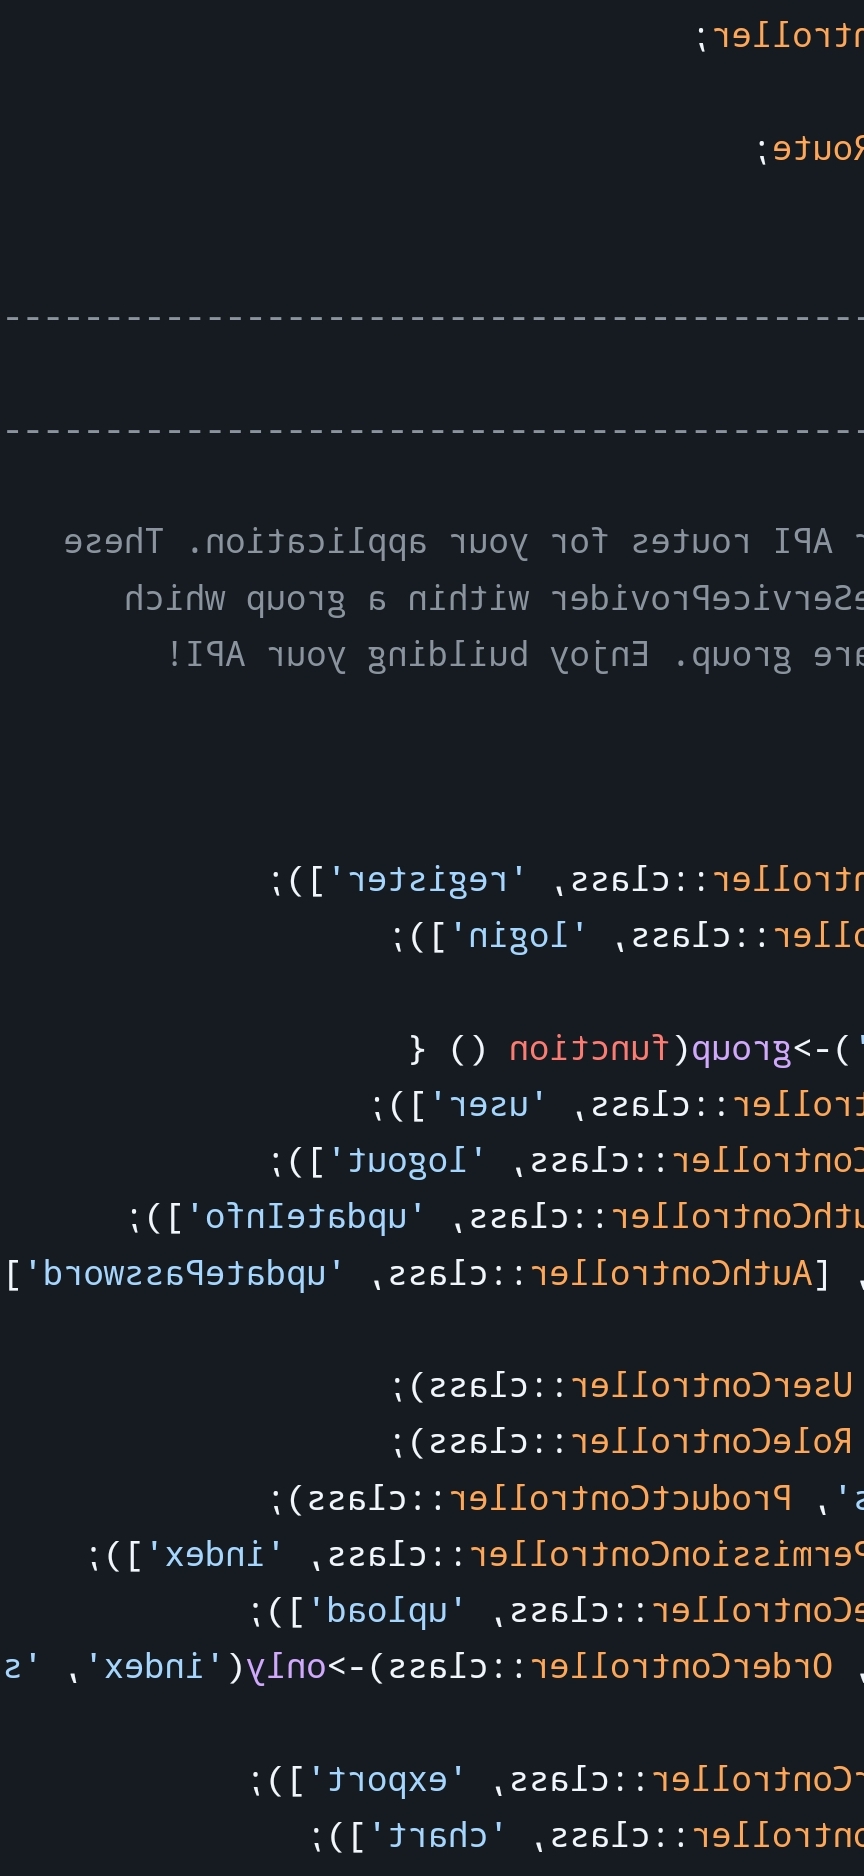 ntroller;
Route;
-------------------------------------------
-------------------------------------------
r API routes for your application. These
eServiceProvider within a group which
are group. Enjoy building your API!
ntroller::class, 'register']);
oller::class, 'login']);
')->group(function () {
troller::class, 'user']);
Controller::class, 'logout']);
uthController::class, 'updateInfo']);
, [AuthController::class, 'updatePassword']
UserController::class);
RoleController::class);
s', ProductController::class);
PermissionController::class, 'index']);
eController::class, 'upload']);
, OrderController::class)->only('index', 's
rController::class, 'export']);
ontroller::class, 'chart']);